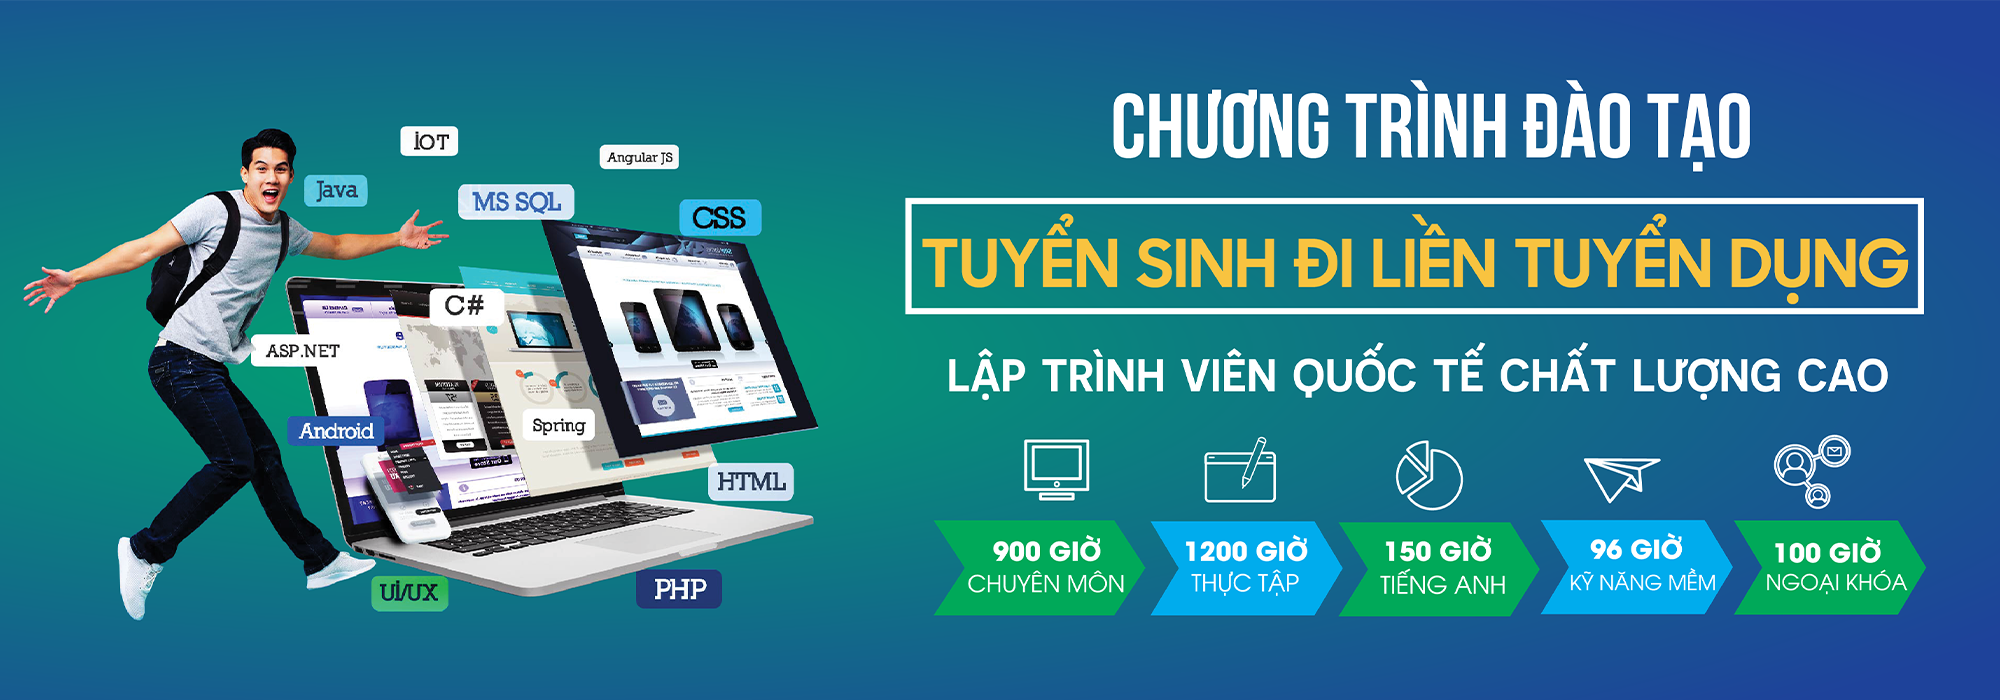 iOT
Angular JS
Java
MS SQL
CSS
C#
ASP.NET
Android
Spring
HTML
Ui/UX
PHP
CHƯƠNG TRÌNH ĐÀO TẠO
TUYỂN SINH ĐI LIỀN TUYỂN DỤNG
LẬP TRÌNH VIÊN QUỐC TẾ CHẤT LƯỢNG CAO
900 GIỜ
CHUYÊN MÔN
1200 GIỜ
THỰC TẬP
150 GIỜ
TIẾNG ANH
96 GIỜ
KỸ NĂNG MỀM
100 GIỜ
NGOẠI KHÓA